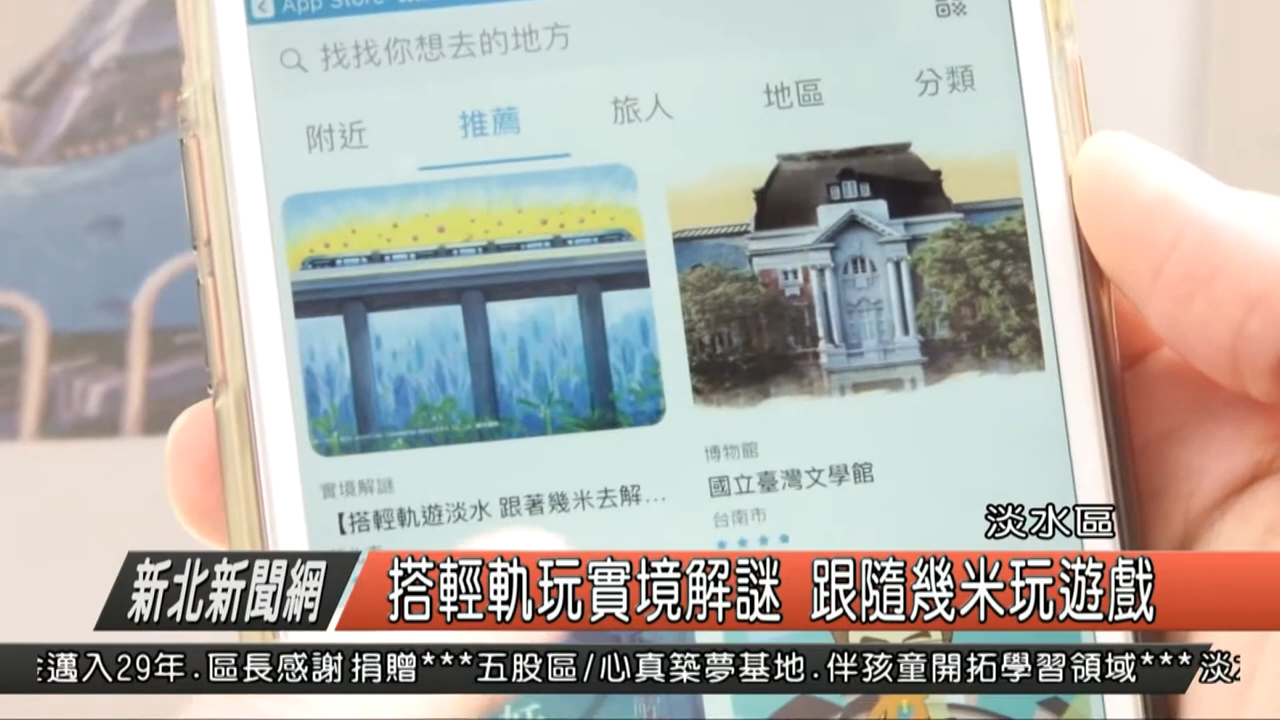 App Store
找找你想去的地方
附近 推薦 旅人 地區 分類
實境解謎
【搭輕軌遊淡水 跟著幾米去解...
博物館
國立臺灣文學館
台南市
淡水區
新北新聞網
搭輕軌玩實境解謎 跟隨幾米玩遊戲
邁入29年.區長感謝捐贈***五股區/心真築夢基地.伴孩童開拓學習領域***淡